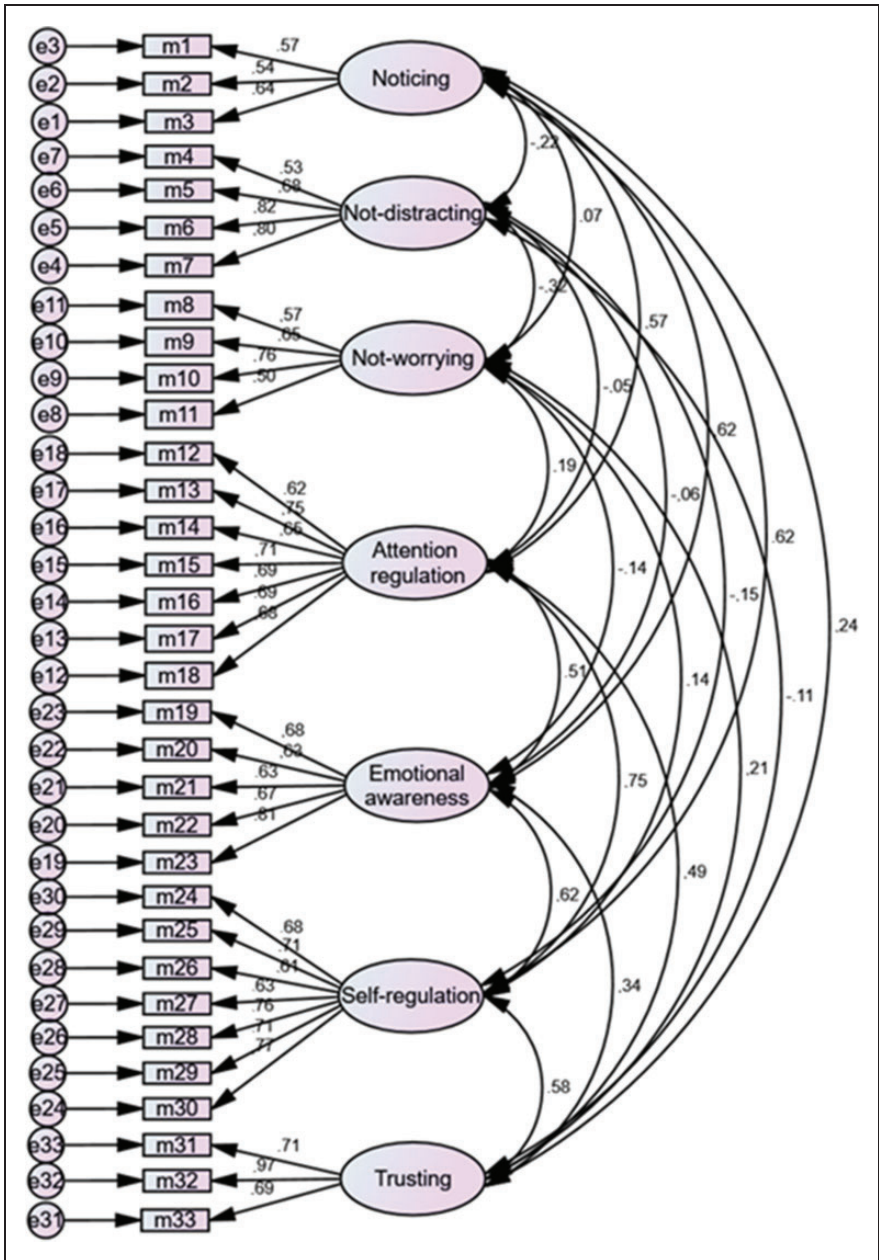 e3 m1 .57 Noticing
e2 m2 .54
e1 m3 .64
e7 m4 .53 -.22
e6 m5 .68
e5 m6 .82 Not-distracting .07
e4 m7 .80
e11 m8 .57 -.32 .57
e10 m9 .65
e9 m10 .76 Not-worrying -.05
e8 m11 .50
e18 m12 .62 .19 .62
e17 m13 .75 -.06
e16 m14 .65 .62
e15 m15 .71 Attention -.14
e14 m16 .69 regulation -.15
e13 m17 .69 .24
e12 m18 .68 .51 .14
e23 m19 .68 -.11
e22 m20 .63 .21
e21 m21 .63 Emotional .75
e20 m22 .67 awareness
e19 m23 .81 .49
e30 m24 .68 .62
e29 m25 .71
e28 m26 .61
e27 m27 .63 Self-regulation .34
e26 m28 .76
e25 m29 .71 .58
e24 m30 .77
e33 m31 .71
e32 m32 .97 Trusting
e31 m33 .69